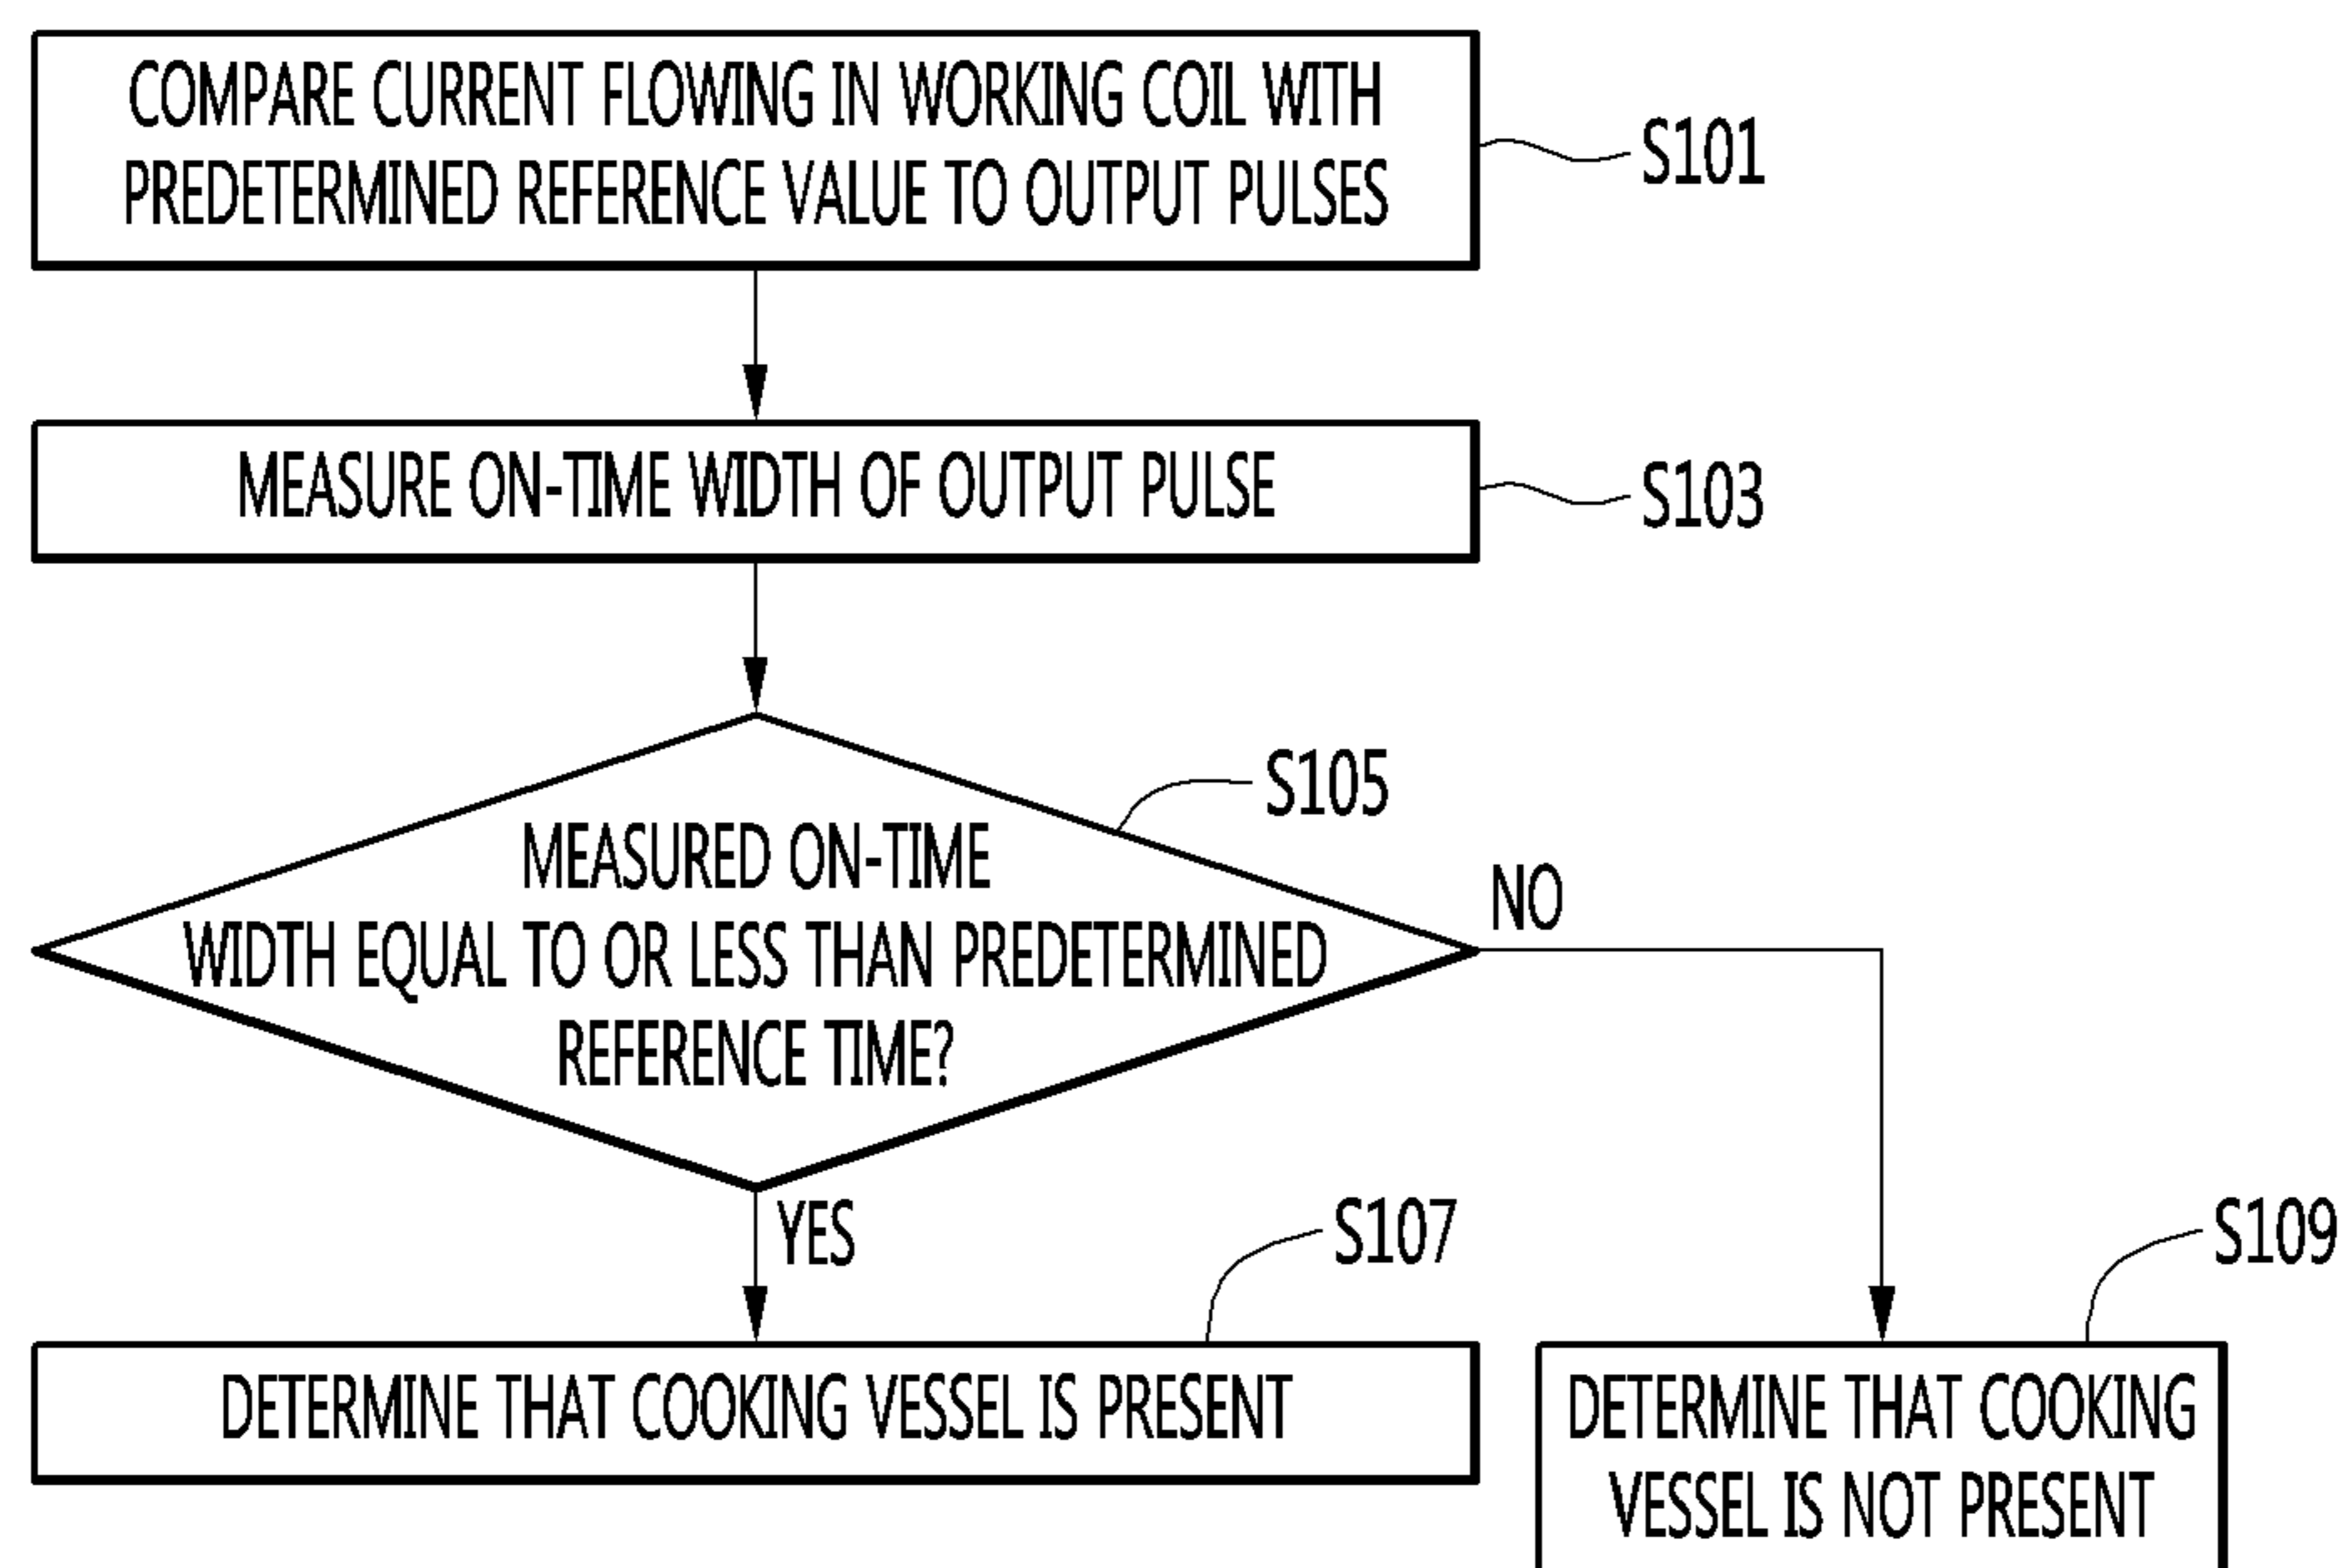 COMPARE CURRENT FLOWING IN WORKING COIL WITH
PREDETERMINED REFERENCE VALUE TO OUTPUT PULSES
S101
MEASURE ON-TIME WIDTH OF OUTPUT PULSE
S103
S105
MEASURED ON-TIME
WIDTH EQUAL TO OR LESS THAN PREDETERMINED
REFERENCE TIME?
NO
YES
S107
S109
DETERMINE THAT COOKING VESSEL IS PRESENT
DETERMINE THAT COOKING
VESSEL IS NOT PRESENT